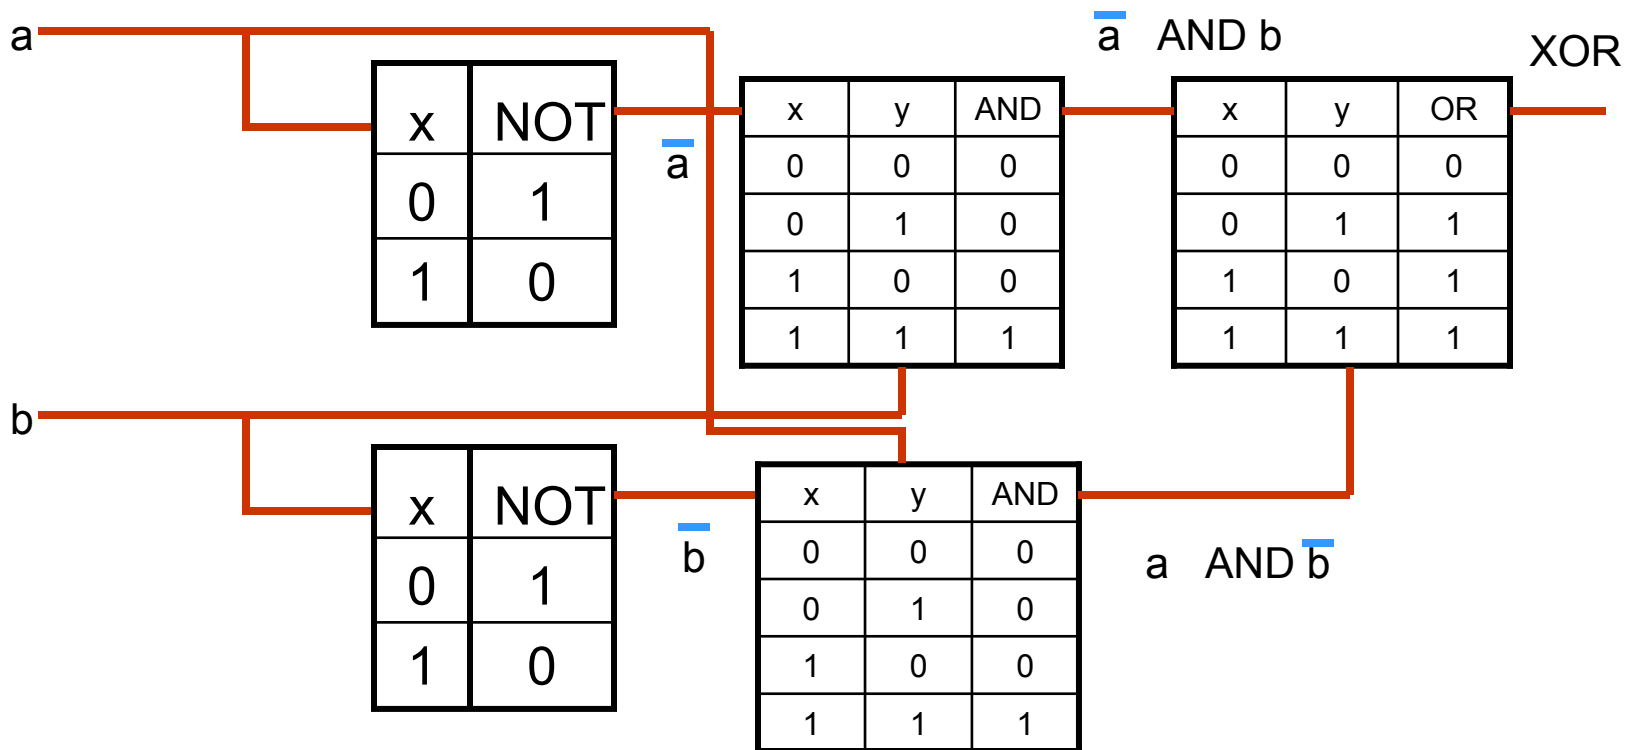 a
x NOT
0 1
1 0
a̅
a̅ AND b
x y AND
0 0 0
0 1 0
1 0 0
1 1 1
XOR
x y OR
0 0 0
0 1 1
1 0 1
1 1 1
b
x NOT
0 1
1 0
b̅
x y AND
0 0 0
0 1 0
1 0 0
1 1 1
a AND b̅